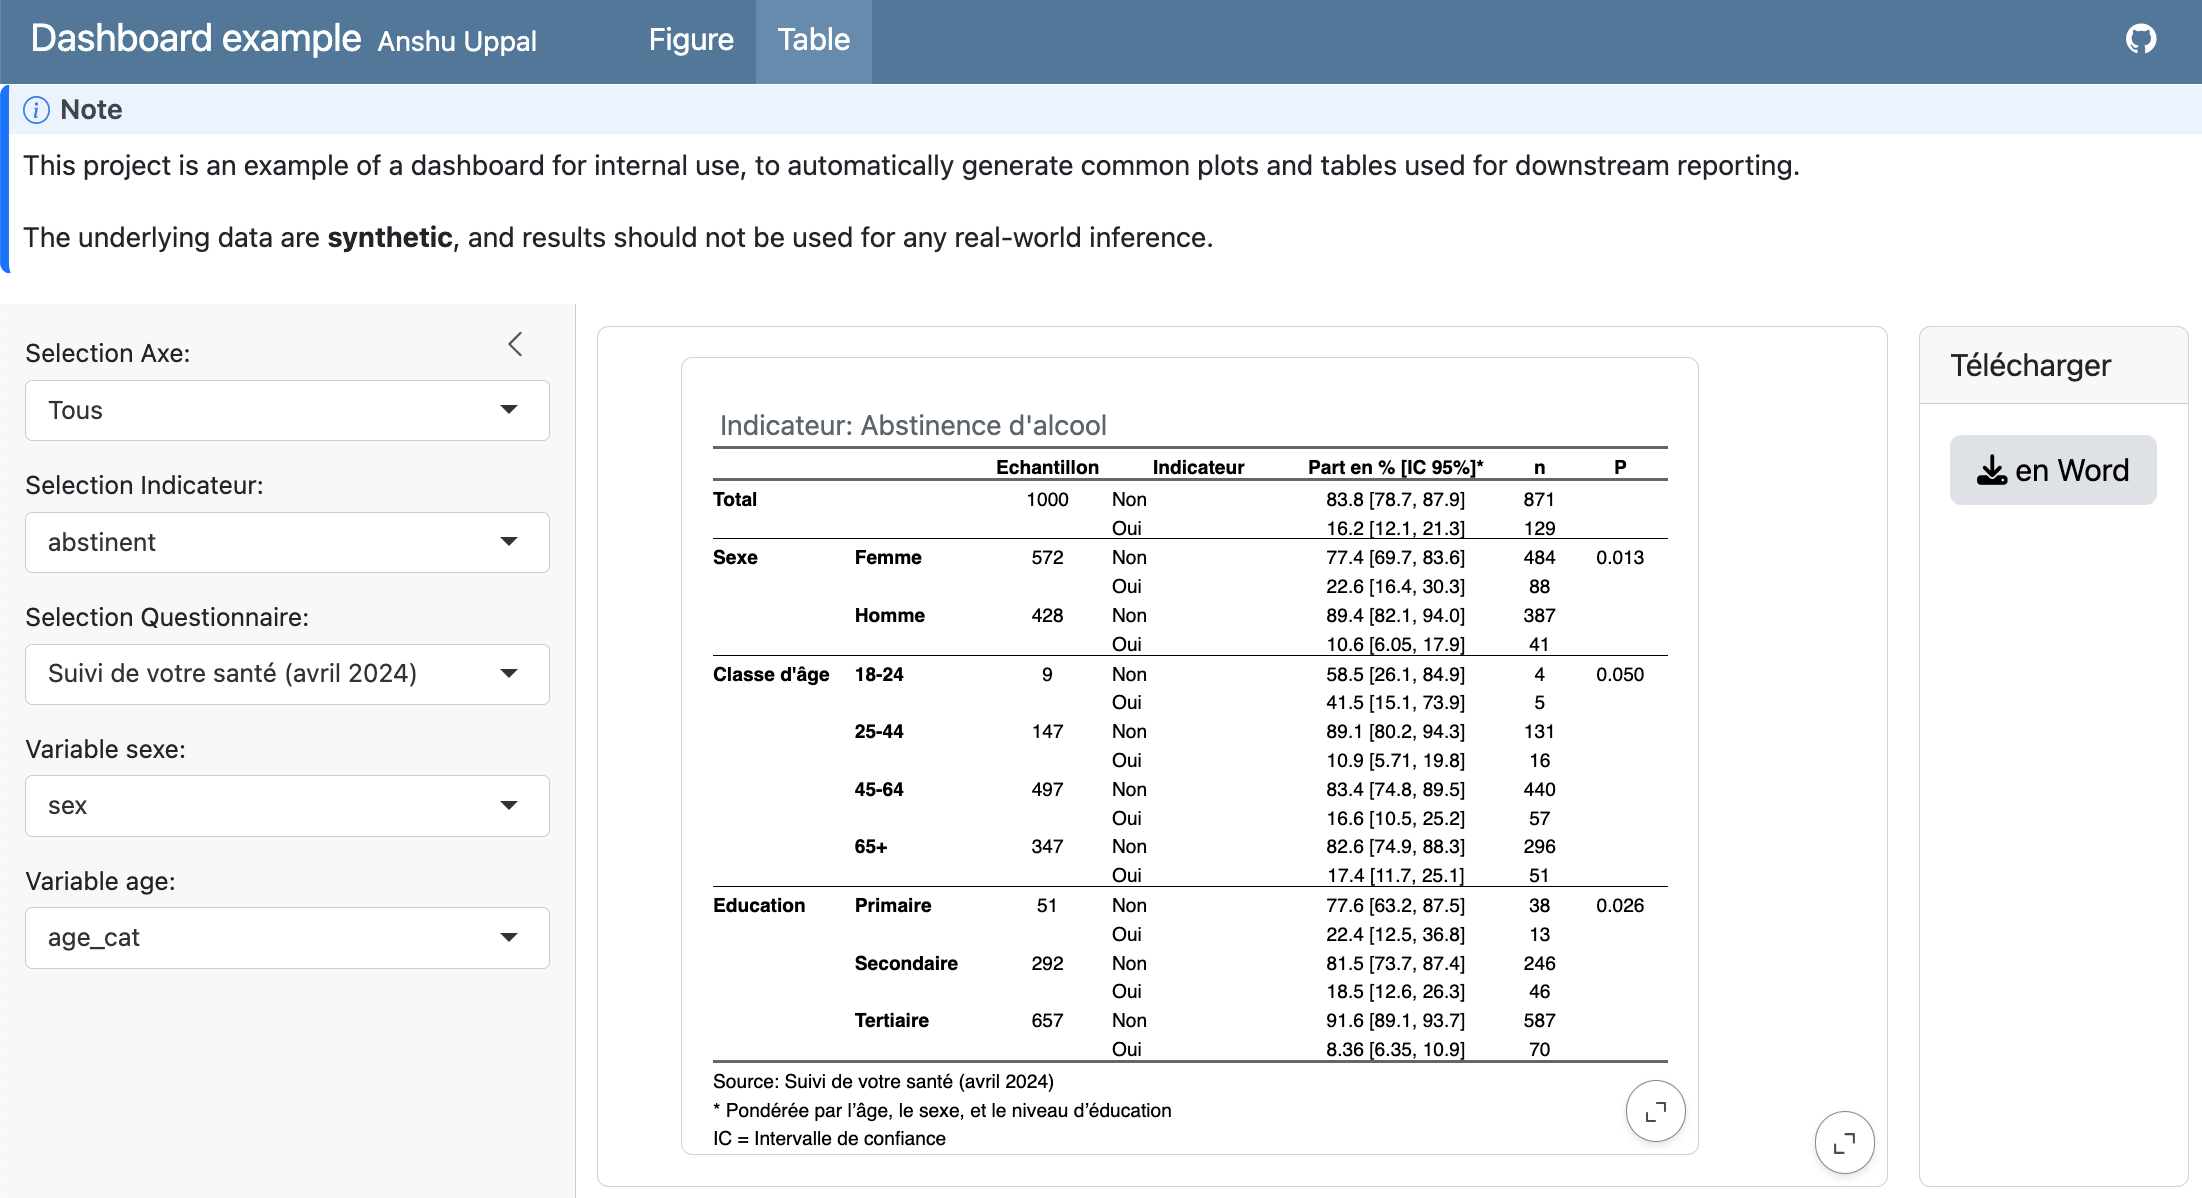 Dashboard example Anshu Uppal Figure Table
Note
This project is an example of a dashboard for internal use, to automatically generate common plots and tables used for downstream reporting.
The underlying data are synthetic, and results should not be used for any real-world inference.
Selection Axe:
Tous
Selection Indicateur:
abstinent
Selection Questionnaire:
Suivi de votre santé (avril 2024)
Variable sexe:
sex
Variable age:
age_cat
Indicateur: Abstinence d'alcool
Echantillon Indicateur Part en % [IC 95%]* n P
Total 1000 Non 83.8 [78.7, 87.9] 871
Oui 16.2 [12.1, 21.3] 129
Sexe Femme 572 Non 77.4 [69.7, 83.6] 484 0.013
Oui 22.6 [16.4, 30.3] 88
Homme 428 Non 89.4 [82.1, 94.0] 387
Oui 10.6 [6.05, 17.9] 41
Classe d'âge 18-24 9 Non 58.5 [26.1, 84.9] 4 0.050
Oui 41.5 [15.1, 73.9] 5
25-44 147 Non 89.1 [80.2, 94.3] 131
Oui 10.9 [5.71, 19.8] 16
45-64 497 Non 83.4 [74.8, 89.5] 440
Oui 16.6 [10.5, 25.2] 57
65+ 347 Non 82.6 [74.9, 88.3] 296
Oui 17.4 [11.7, 25.1] 51
Education Primaire 51 Non 77.6 [63.2, 87.5] 38 0.026
Oui 22.4 [12.5, 36.8] 13
Secondaire 292 Non 81.5 [73.7, 87.4] 246
Oui 18.5 [12.6, 26.3] 46
Tertiaire 657 Non 91.6 [89.1, 93.7] 587
Oui 8.36 [6.35, 10.9] 70
Source: Suivi de votre santé (avril 2024)
* Pondérée par l’âge, le sexe, et le niveau d’éducation
IC = Intervalle de confiance
Télécharger
en Word